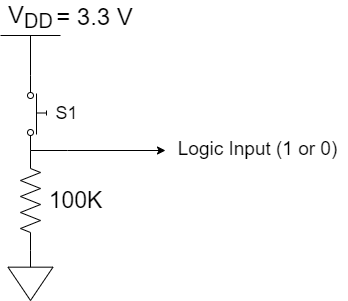 VDD = 3.3 V
S1
Logic Input (1 or 0)
100K